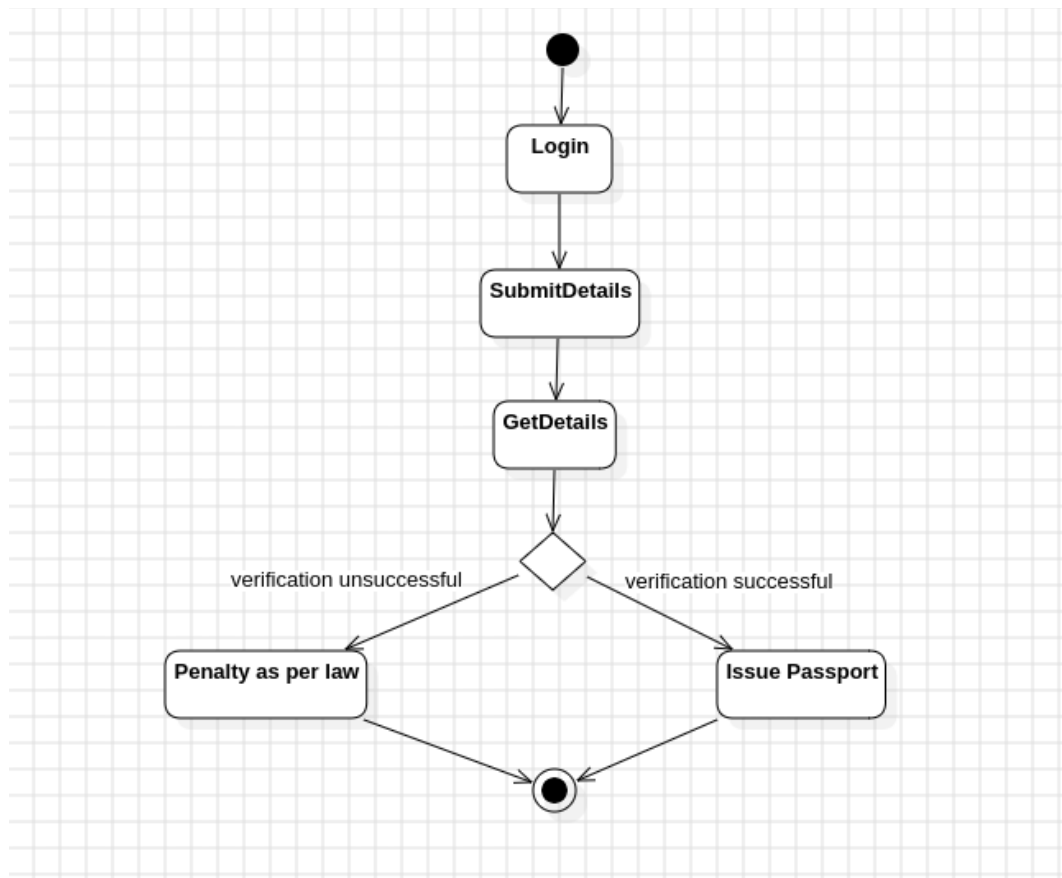 Login
SubmitDetails
GetDetails
verification unsuccessful
verification successful
Penalty as per law
Issue Passport